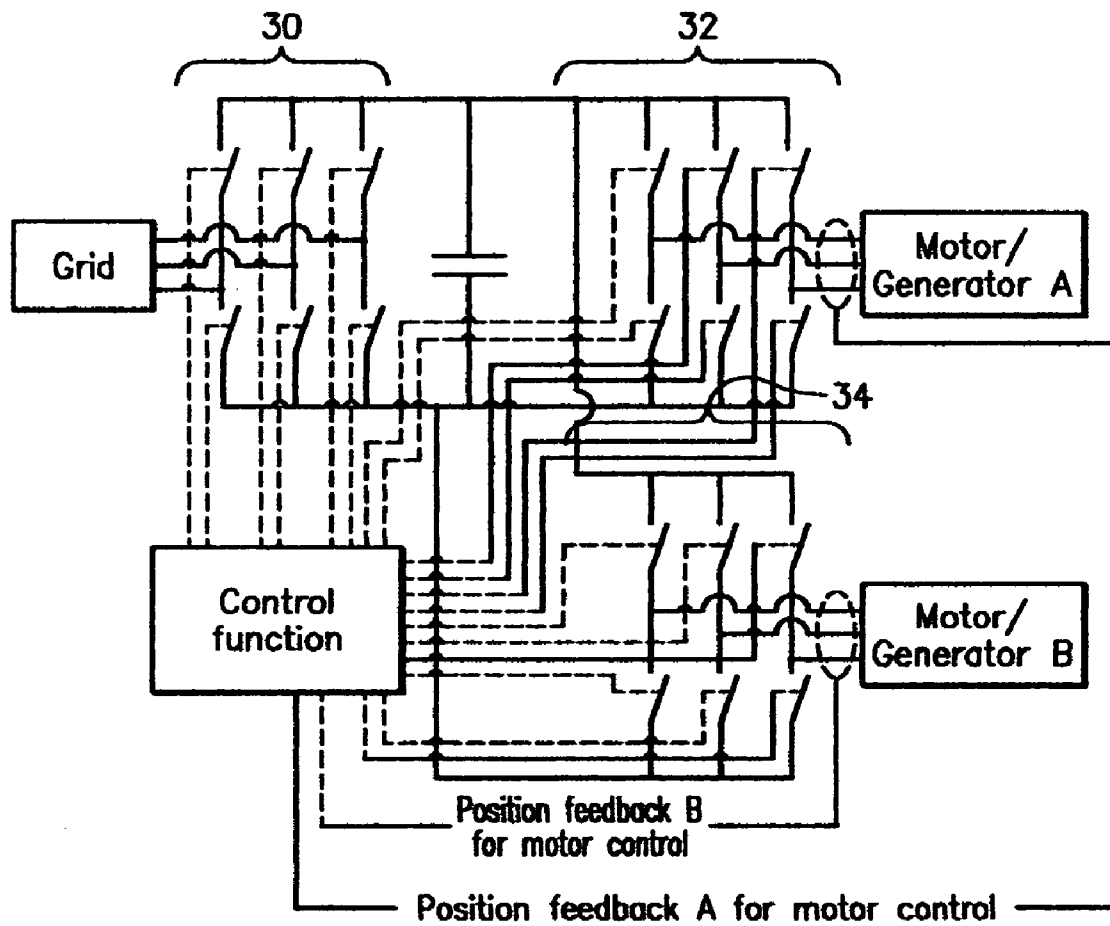 30
32
Grid
Motor/
Generator A
34
Control
function
Motor/
Generator B
Position feedback B
for motor control
Position feedback A for motor control